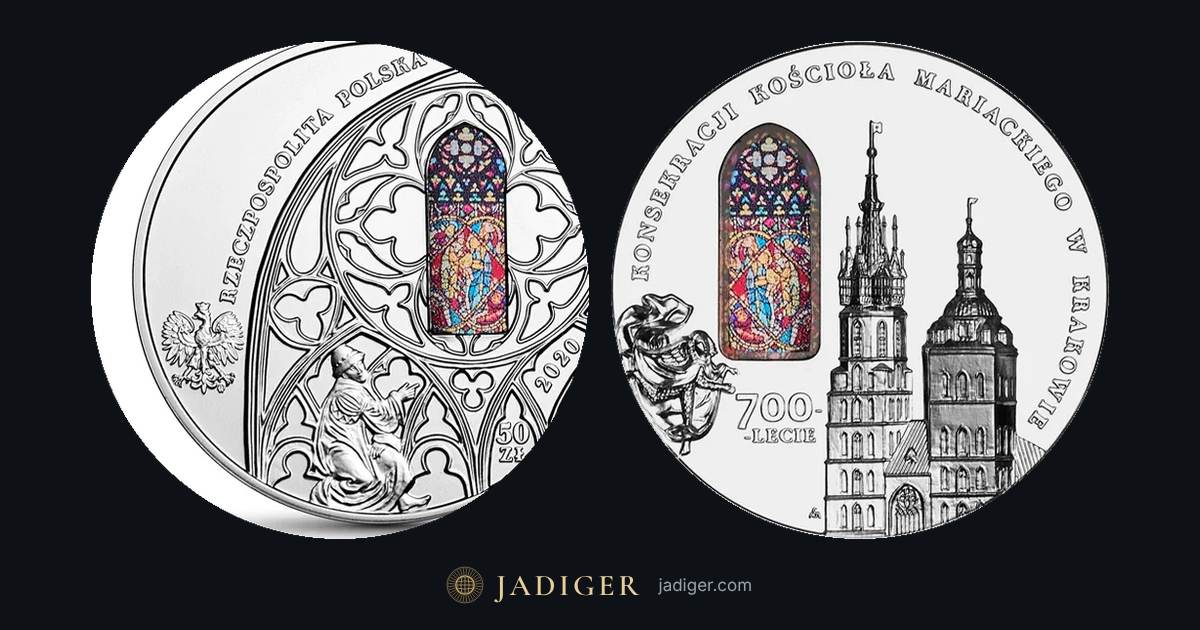 RZECZPOSPOLITA POLSKA
2020
50
ZŁ
KONSEKRACJI KOŚCIOŁA MARIACKIEGO W KRAKOWIE
700-
-LECIE
JADIGER jadiger.com